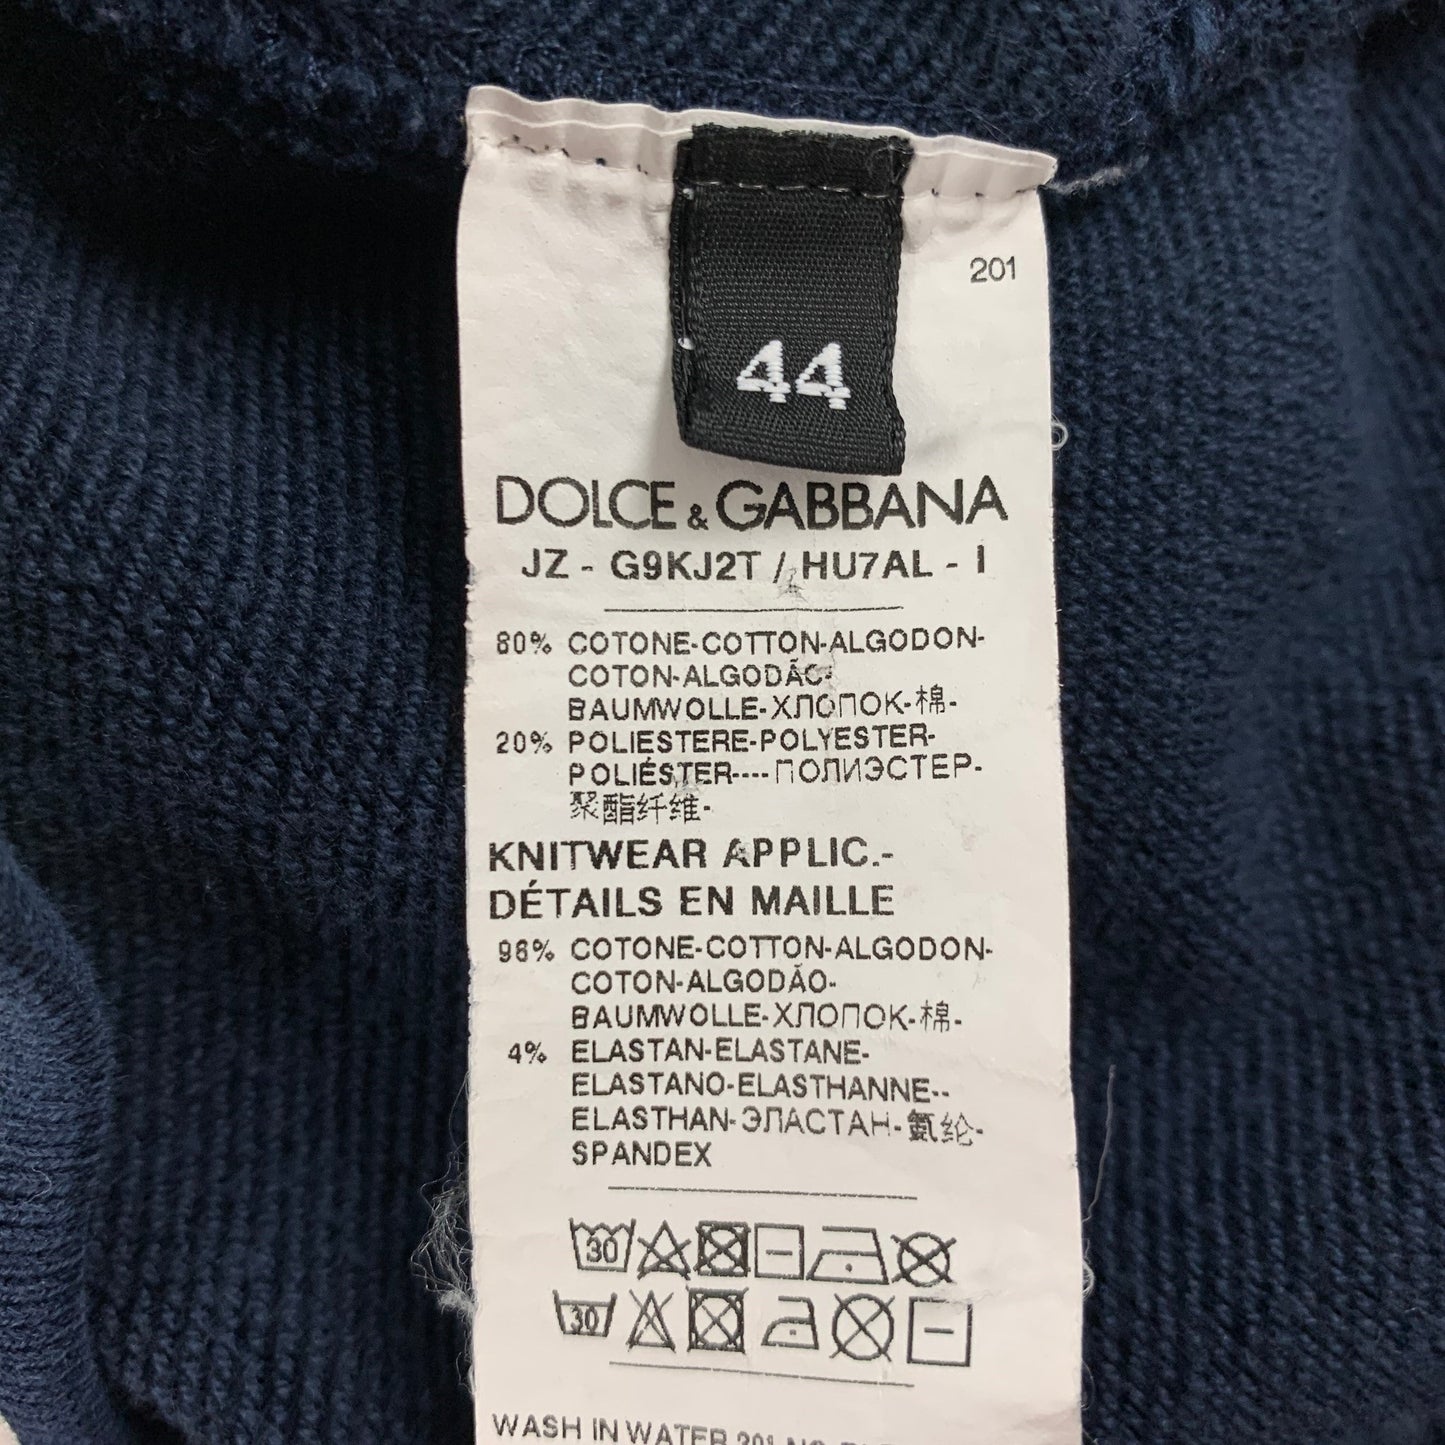 201
44
DOLCE & GABBANA
JZ - G9KJ2T / HU7AL - I
80% COTONE-COTTON-ALGODON-
COTON-ALGODÃO-
BAUMWOLLE-ХЛОПОК-棉-
20% POLIESTERE-POLYESTER-
POLIÉSTER----ПОЛИЭСТЕР-
聚酯纤维-
KNITWEAR APPLIC.-
DÉTAILS EN MAILLE
96% COTONE-COTTON-ALGODON-
COTON-ALGODÃO-
BAUMWOLLE-ХЛОПОК-棉-
4% ELASTAN-ELASTANE-
ELASTANO-ELASTHANNE--
ELASTHAN-ЭЛАСТАН-氨纶-
SPANDEX
30
30
WASH IN WATER